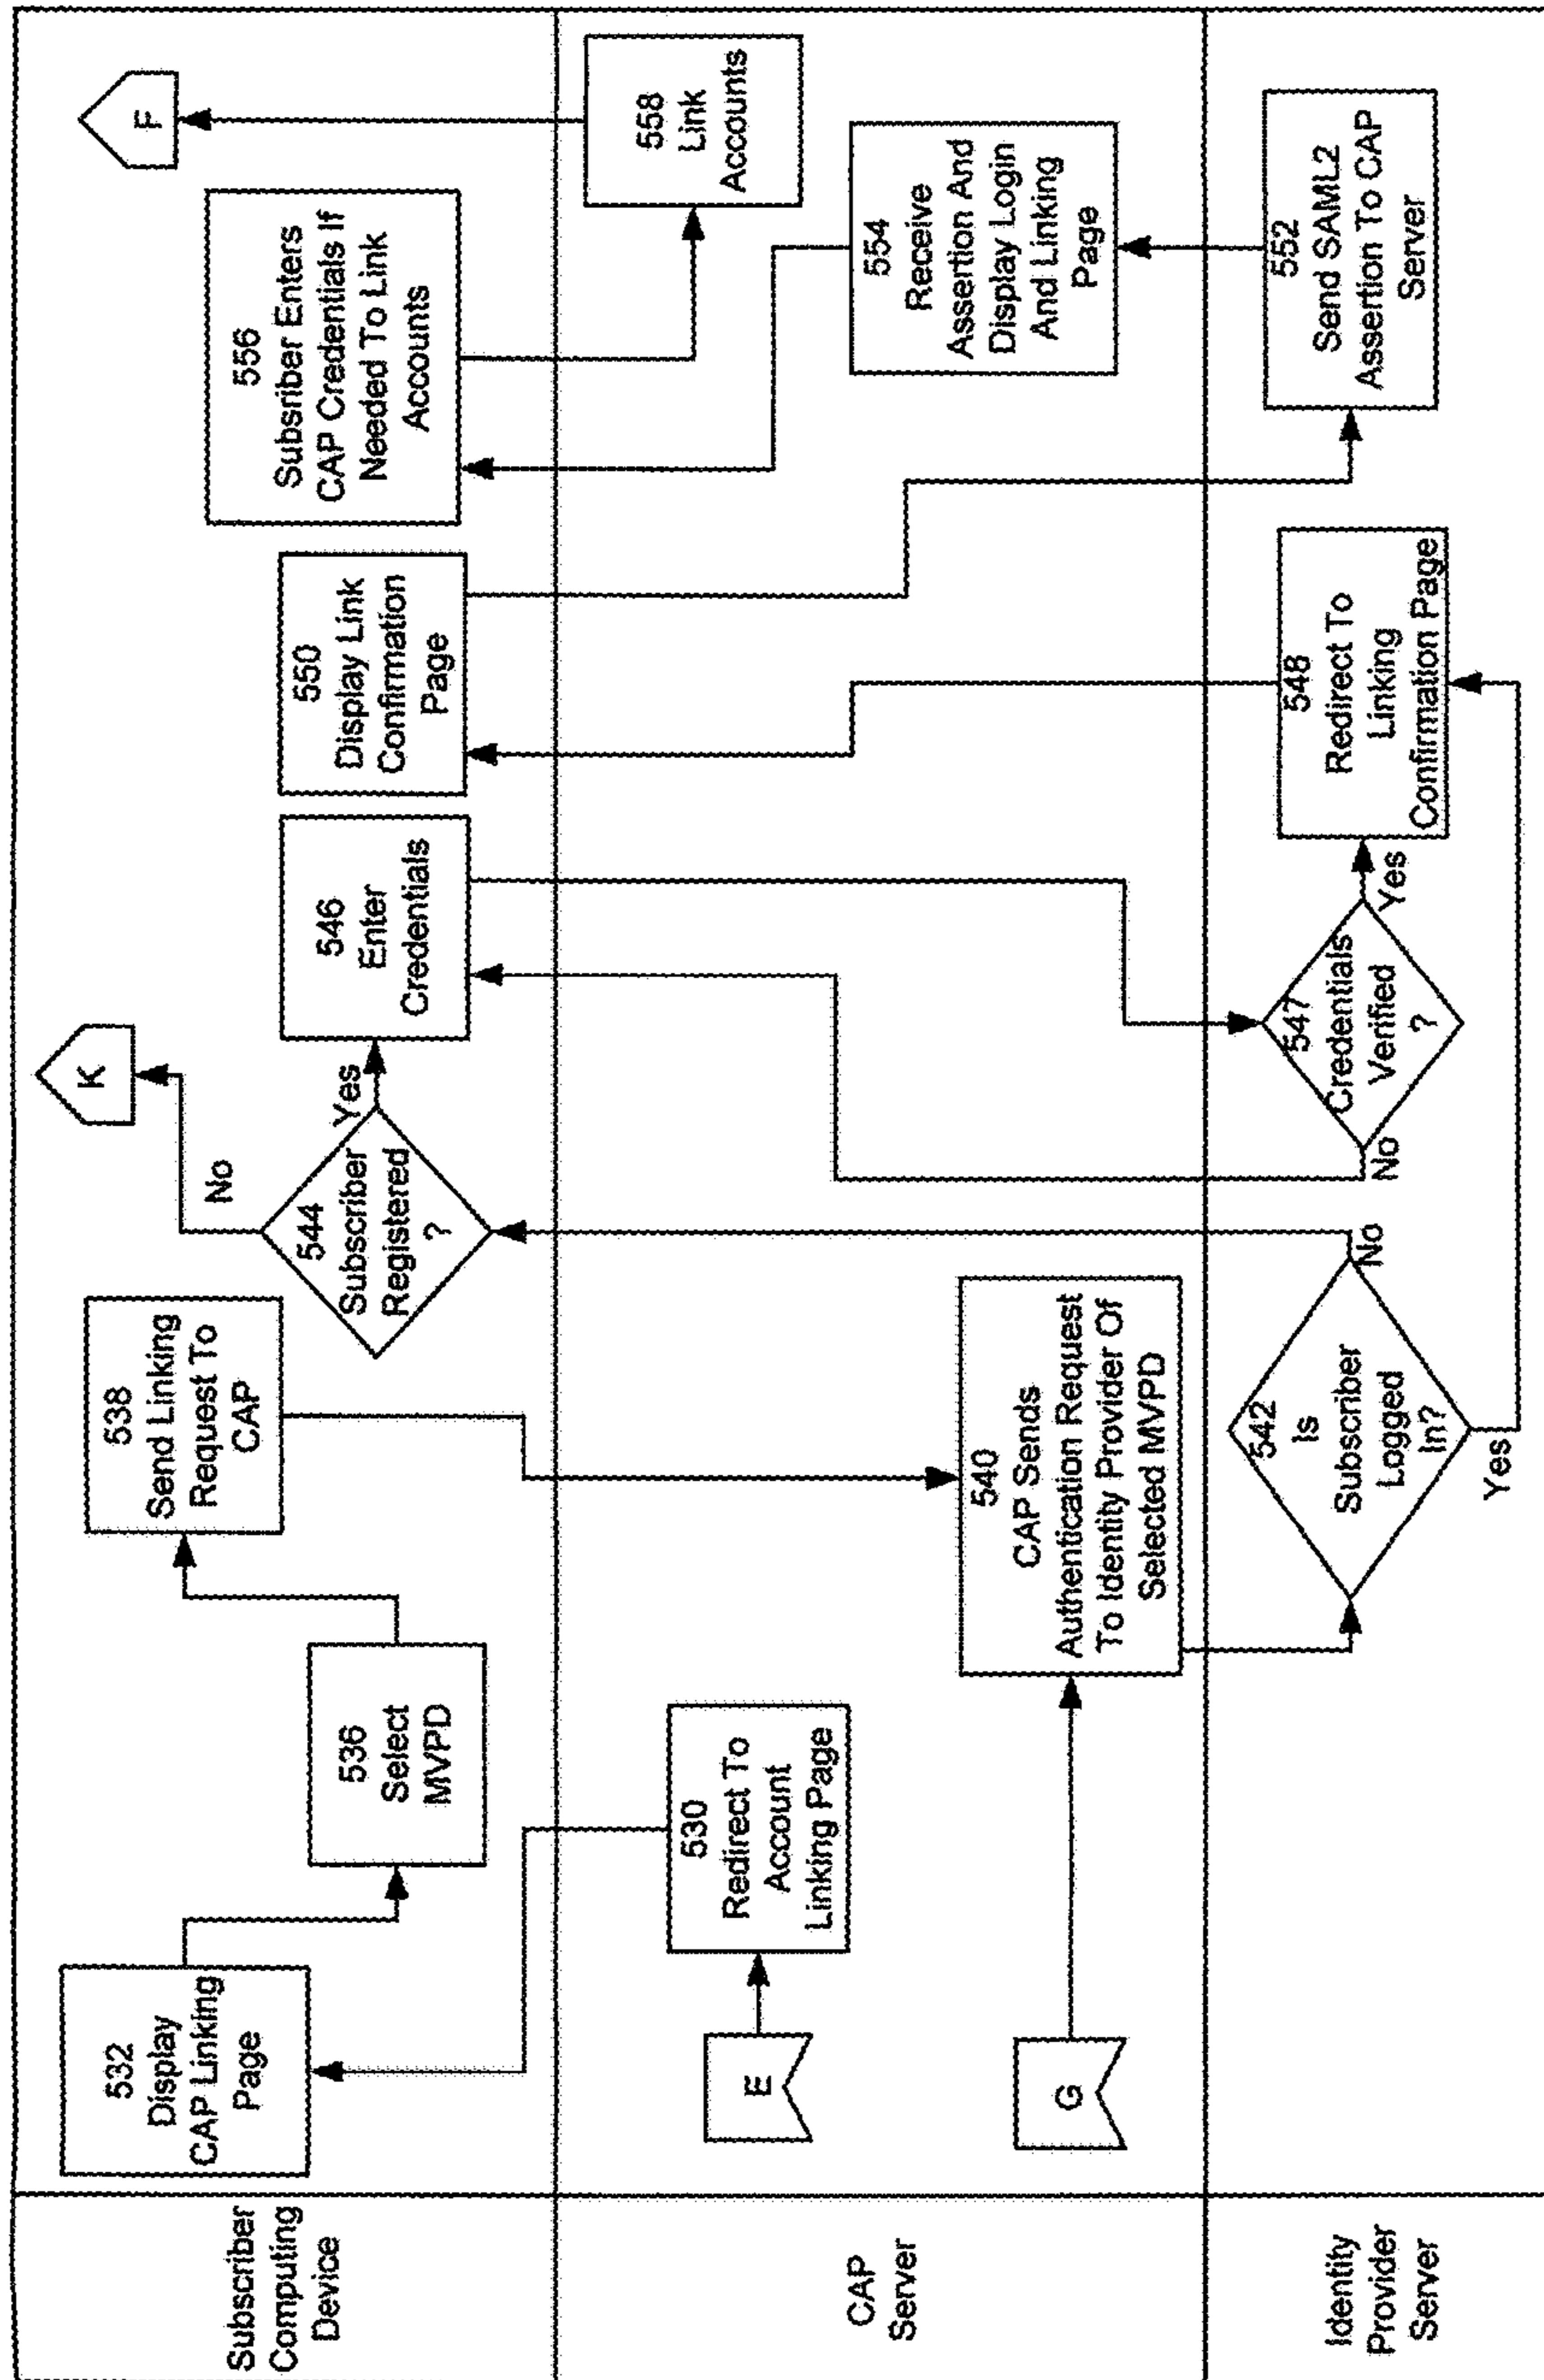 Subscriber
Computing
Device
532
Display
CAP Linking
Page
536
Select
MVPD
538
Send Linking
Request To
CAP
544
Subscriber
Registered
?
No
Yes
K
546
Enter
Credentials
550
Display Link
Confirmation
Page
556
Subsriber Enters
CAP Credentials If
Needed To Link
Accounts
F
CAP
Server
E
530
Redirect To
Account
Linking Page
G
540
CAP Sends
Authentication Request
To Identity Provider Of
Selected MVPD
554
Receive
Assertion And
Display Login
And Linking
Page
558
Link
Accounts
Identity
Provider
Server
542
Is
Subscriber
Logged
In?
No
Yes
547
Credentials
Verified
?
No
Yes
548
Redirect To
Linking
Confirmation Page
552
Send SAML2
Assertion To CAP
Server